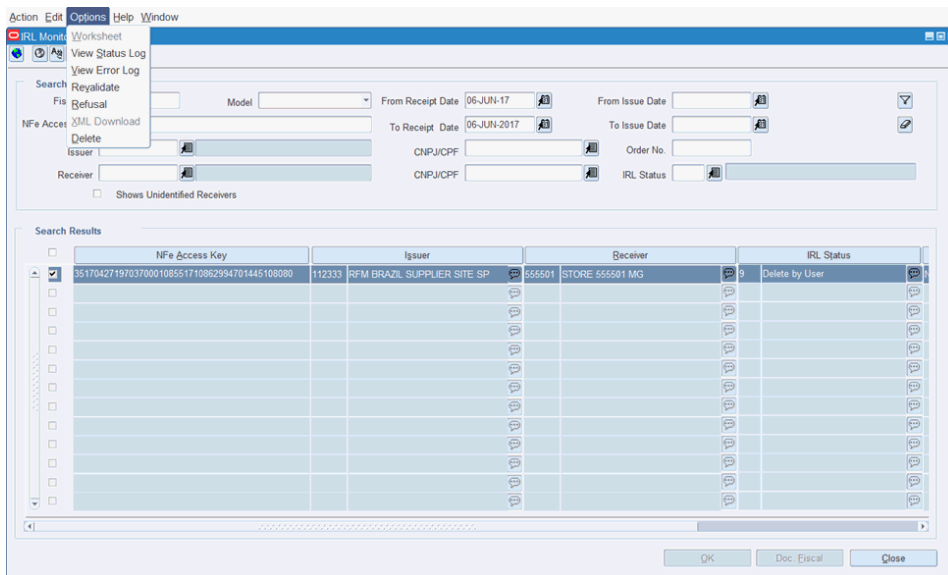 Action Edit Options Help Window
IRL Monito
Worksheet
View Status Log
View Error Log
Revalidate
Refusal
XML Download
Delete
Search
Fis
Model
From Receipt Date 06-JUN-17
From Issue Date
NFe Acces
To Receipt Date 06-JUN-2017
To Issue Date
Issuer
CNPJ/CPF
Order No.
Receiver
CNPJ/CPF
IRL Status
Shows Unidentified Receivers
Search Results
NFe Access Key Issuer Receiver IRL Status
35170427197037000108551710862994701445108080 112333 RFM BRAZIL SUPPLIER SITE SP 555501 STORE 555501 MG 9 Delete by User
OK Doc. Fiscal Close